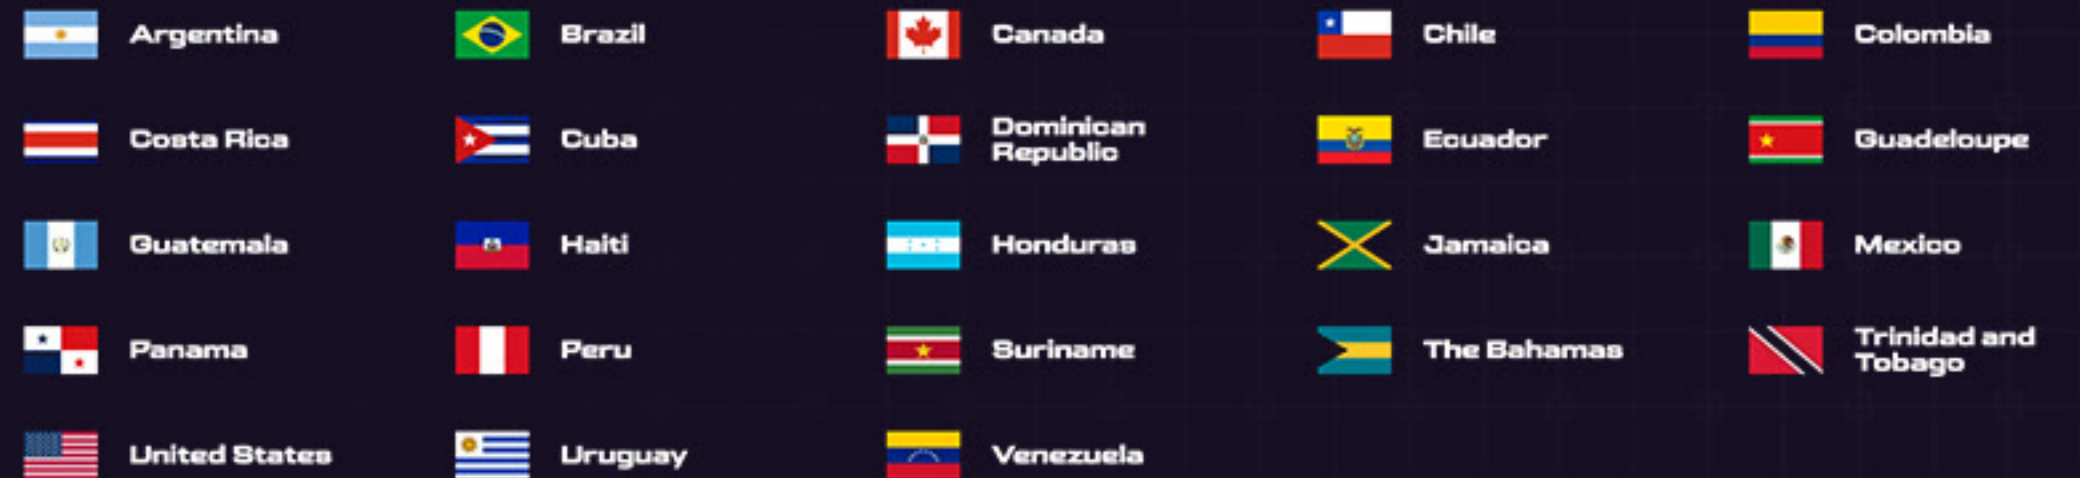 Argentina
Brazil
Canada
Chile
Colombia
Costa Rica
Cuba
Dominican
Republic
Ecuador
Guadeloupe
Guatemala
Haiti
Honduras
Jamaica
Mexico
Panama
Peru
Suriname
The Bahamas
Trinidad and
Tobago
United States
Uruguay
Venezuela